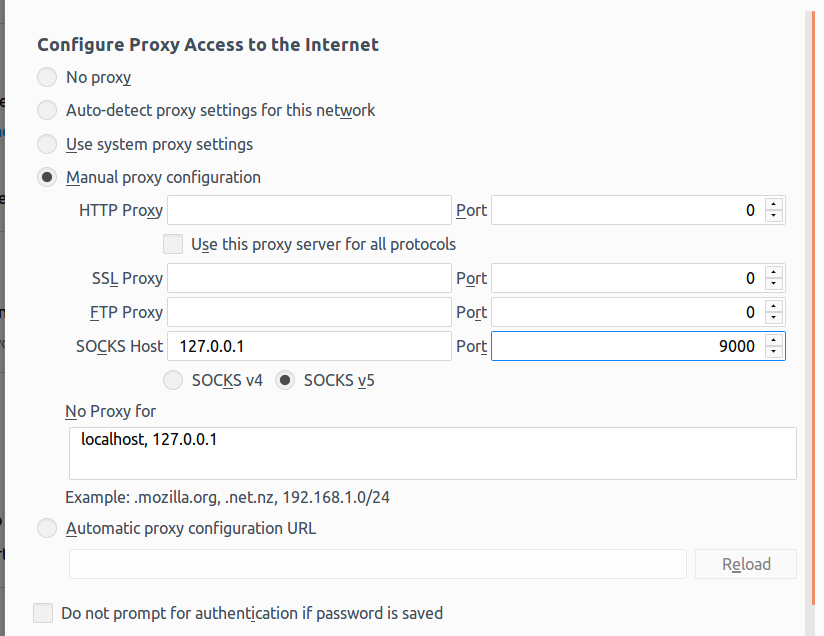 Configure Proxy Access to the Internet
No proxy
Auto-detect proxy settings for this network
Use system proxy settings
Manual proxy configuration
HTTP Proxy Port 0
Use this proxy server for all protocols
SSL Proxy Port 0
FTP Proxy Port 0
SOCKS Host 127.0.0.1 Port 9000
SOCKS v4 SOCKS v5
No Proxy for
localhost, 127.0.0.1
Example: .mozilla.org, .net.nz, 192.168.1.0/24
Automatic proxy configuration URL
Reload
Do not prompt for authentication if password is saved